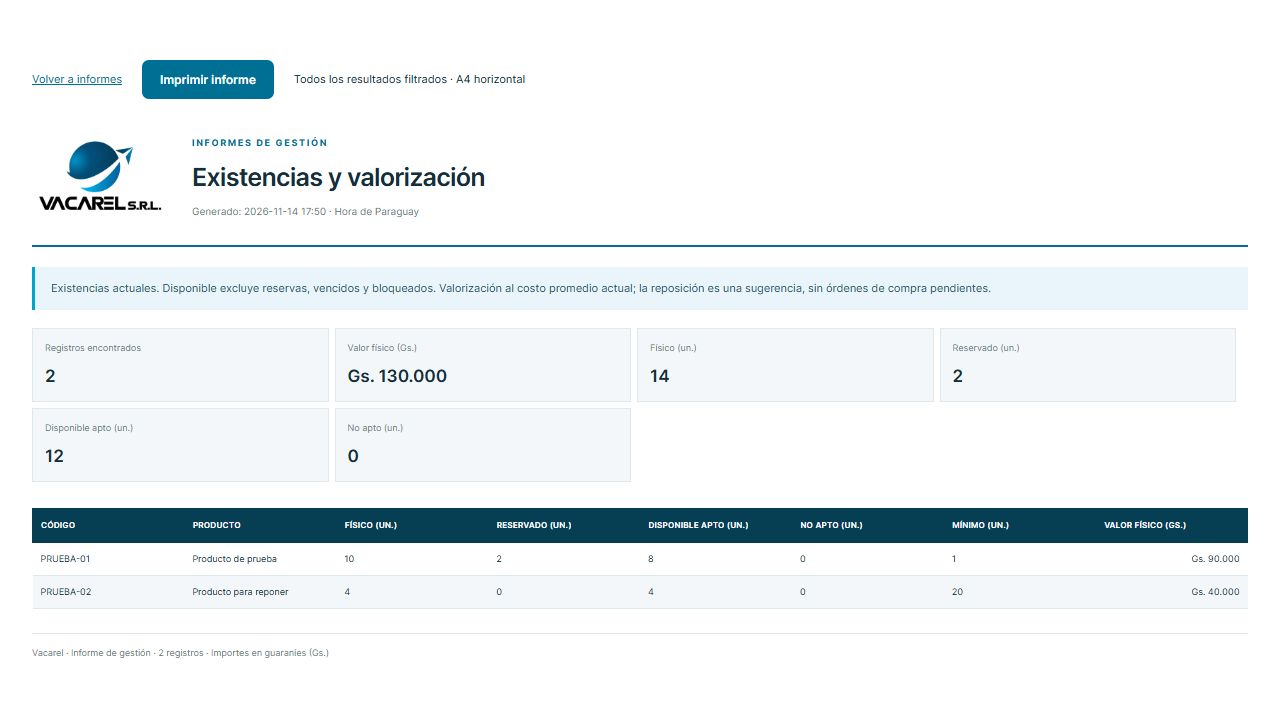 Volver a informes
Imprimir informe
Todos los resultados filtrados · A4 horizontal
VACAREL S.R.L.
INFORMES DE GESTIÓN
Existencias y valorización
Generado: 2026-11-14 17:50 · Hora de Paraguay
Existencias actuales. Disponible excluye reservas, vencidos y bloqueados. Valorización al costo promedio actual; la reposición es una sugerencia, sin órdenes de compra pendientes.
Registros encontrados
2
Valor físico (Gs.)
Gs. 130.000
Físico (un.)
14
Reservado (un.)
2
Disponible apto (un.)
12
No apto (un.)
0
CÓDIGO PRODUCTO FÍSICO (UN.) RESERVADO (UN.) DISPONIBLE APTO (UN.) NO APTO (UN.) MÍNIMO (UN.) VALOR FÍSICO (GS.)
PRUEBA-01 Producto de prueba 10 2 8 0 1 Gs. 90.000
PRUEBA-02 Producto para reponer 4 0 4 0 20 Gs. 40.000
Vacarel · Informe de gestión · 2 registros · Importes en guaraníes (Gs.)